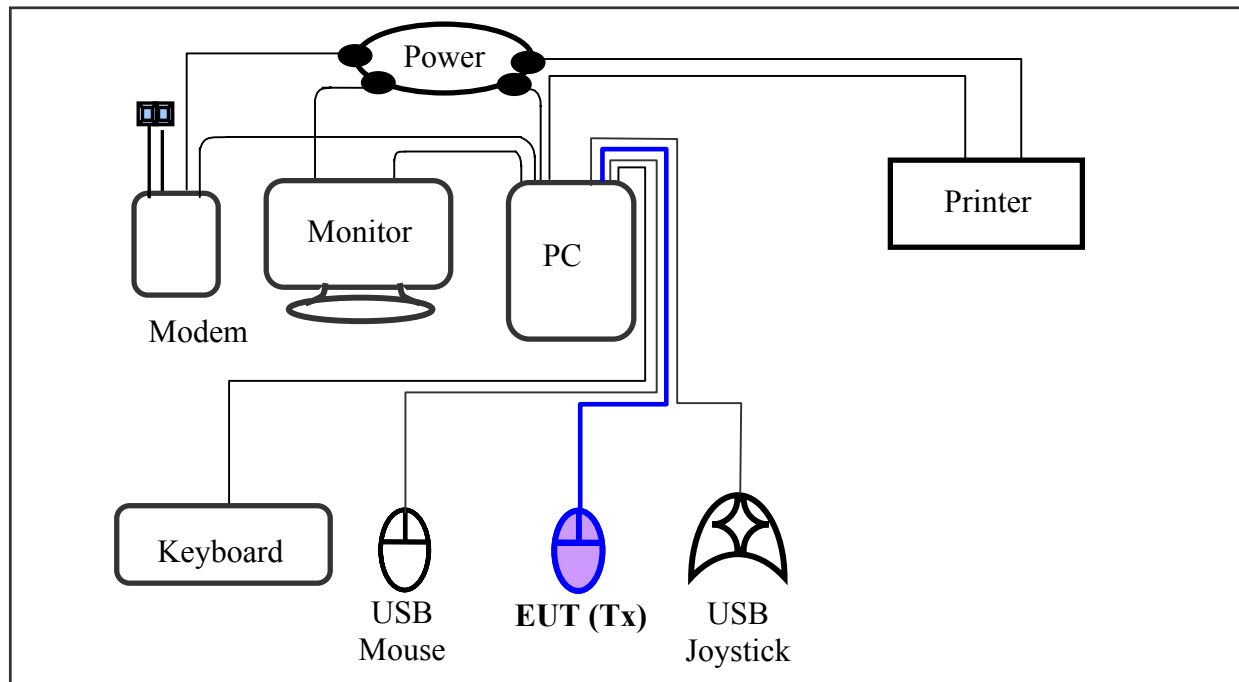 Power
Printer
Monitor
PC
Modem
Keyboard
USB
Mouse
EUT (Tx)
USB
Joystick